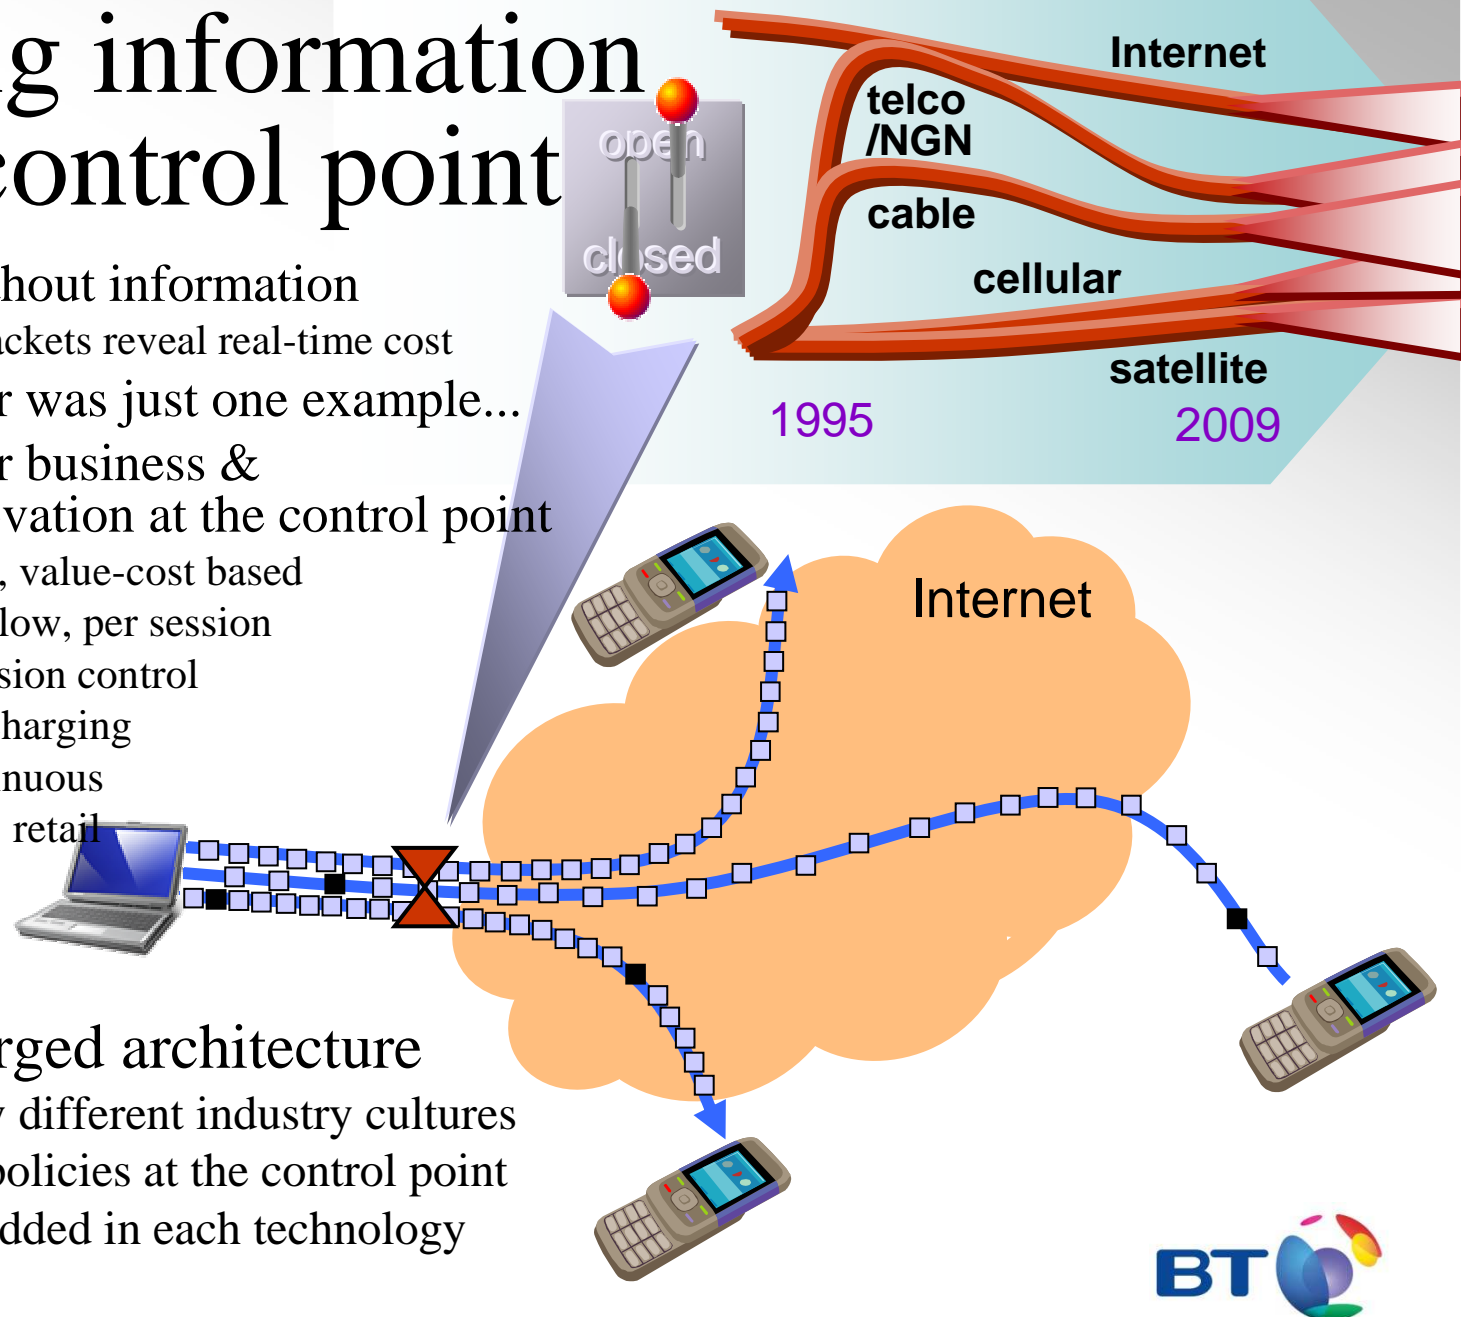 g information
control point
hout information
ackets reveal real-time cost
r was just one example...
r business &
vation at the control point
, value-cost based
low, per session
sion control
harging
nuous
retail
rged architecture
y different industry cultures
policies at the control point
dded in each technology
open
closed
Internet
telco
/NGN
cable
cellular
satellite
1995
2009
Internet
BT